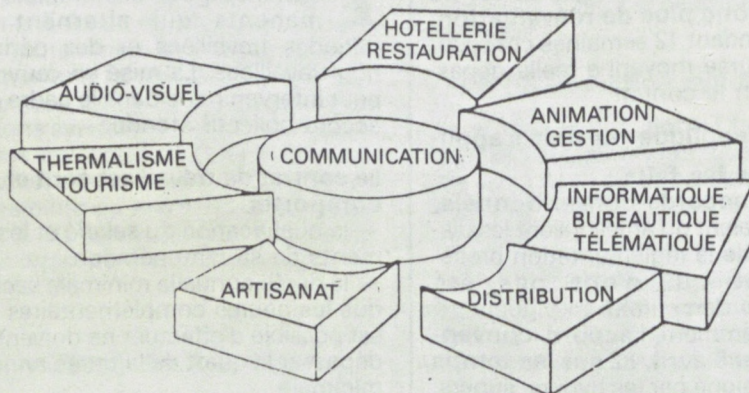 HOTELLERIE
RESTAURATION
AUDIO-VISUEL
ANIMATION
GESTION
THERMALISME
TOURISME
COMMUNICATION
INFORMATIQUE
BUREAUTIQUE
TÉLÉMATIQUE
ARTISANAT
DISTRIBUTION